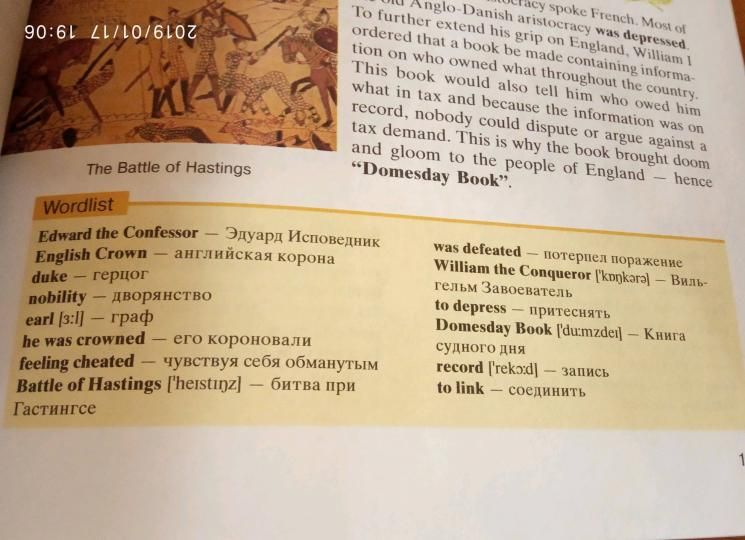 2019/01/17 19:06
stocracy spoke French. Most of
old Anglo-Danish aristocracy was depressed.
To further extend his grip on England, William I
ordered that a book be made containing informa-
tion on who owned what throughout the country.
This book would also tell him who owed him
what in tax and because the information was on
record, nobody could dispute or argue against a
tax demand. This is why the book brought doom
and gloom to the people of England — hence
“Domesday Book”.
The Battle of Hastings
Wordlist
Edward the Confessor — Эдуард Исповедник
English Crown — английская корона
duke — герцог
nobility — дворянство
earl [ɜ:l] — граф
he was crowned — его короновали
feeling cheated — чувствуя себя обманутым
Battle of Hastings ['heɪstɪŋz] — битва при
Гастингсе
was defeated — потерпел поражение
William the Conqueror ['kɒŋkərə] — Виль-
гельм Завоеватель
to depress — притеснять
Domesday Book ['du:mzdeɪ] — Книга
судного дня
record ['rekɔ:d] — запись
to link — соединить